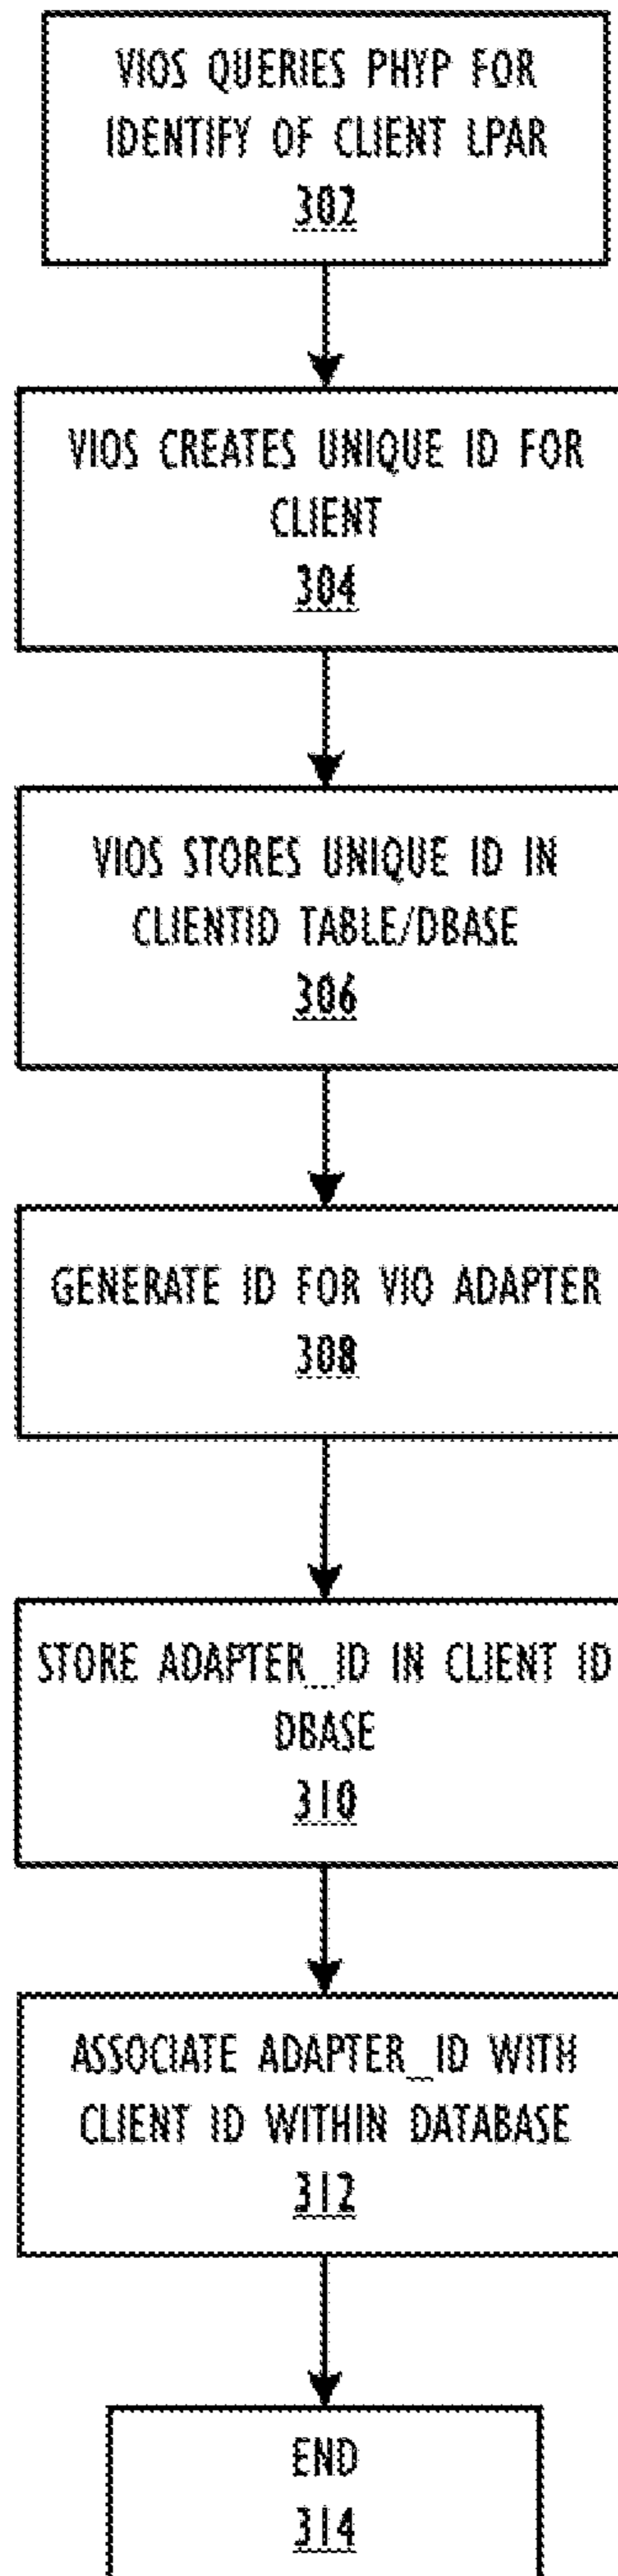 VIOS QUERIES PHYP FOR
IDENTIFY OF CLIENT LPAR
302
VIOS CREATES UNIQUE ID FOR
CLIENT
304
VIOS STORES UNIQUE ID IN
CLIENTID TABLE/DBASE
306
GENERATE ID FOR VIO ADAPTER
308
STORE ADAPTER_ID IN CLIENT ID
DBASE
310
ASSOCIATE ADAPTER_ID WITH
CLIENT ID WITHIN DATABASE
312
END
314